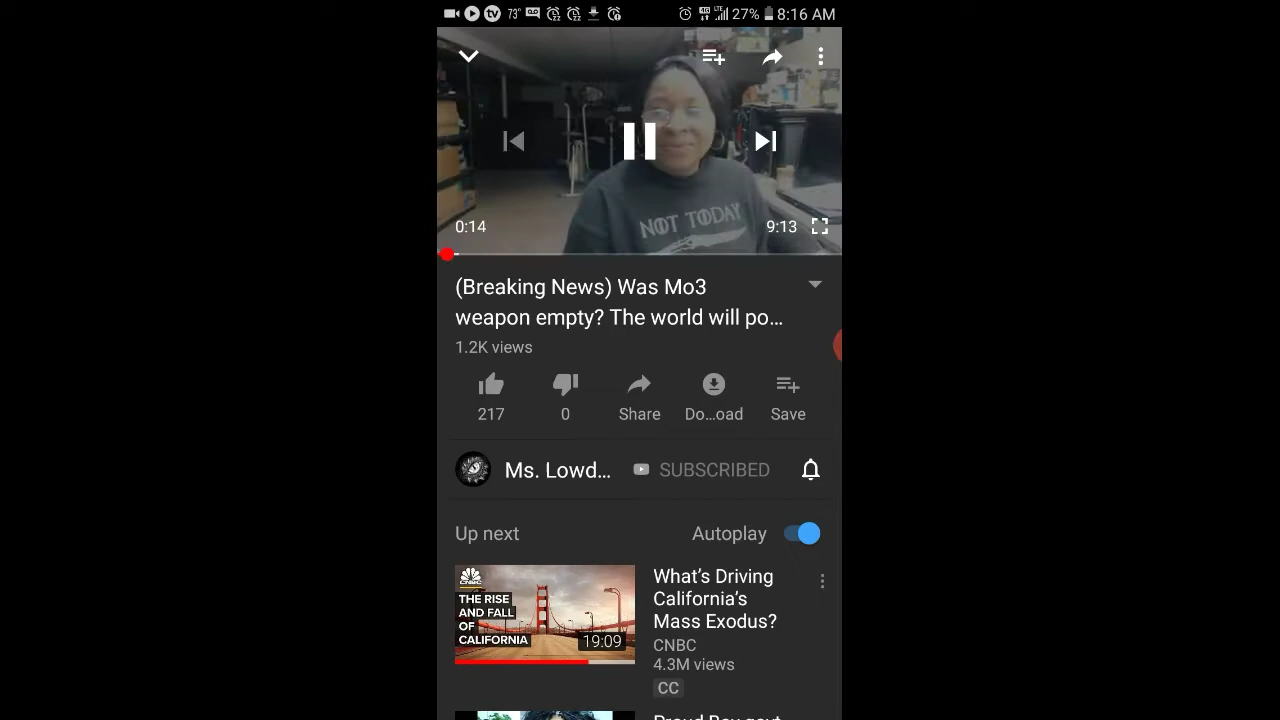 73° 27% 8:16 AM
NOT TODAY
0:14 9:13
(Breaking News) Was Mo3
weapon empty? The world will po...
1.2K views
217 0 Share Do...oad Save
Ms. Lowd... SUBSCRIBED
Up next Autoplay
CNBC
THE RISE
AND FALL
OF
CALIFORNIA
19:09
What’s Driving
California’s
Mass Exodus?
CNBC
4.3M views
CC